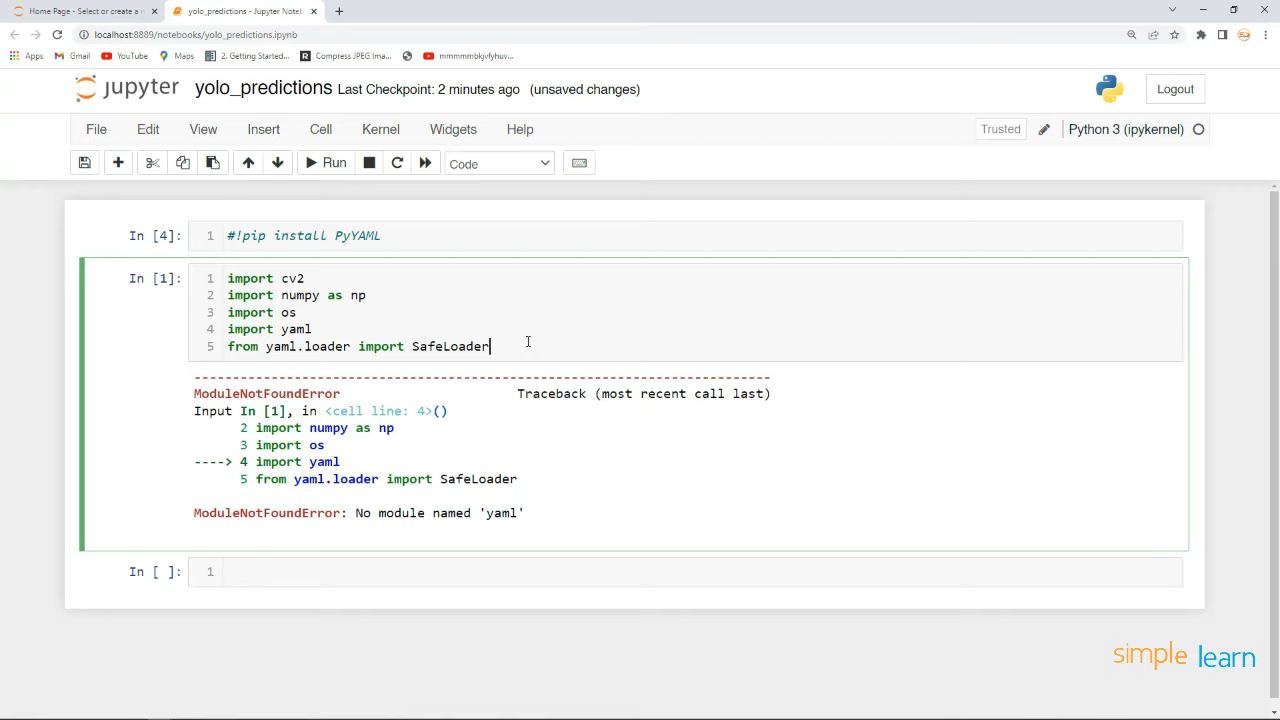 Home Page - Select or create a n
yolo_predictions - Jupyter Noteb
localhost:8889/notebooks/yolo_predictions.ipynb
Apps Gmail YouTube Maps 2. Getting Started... Compress JPEG Ima... mmmmmbkjvfyhuv...
jupyter yolo_predictions Last Checkpoint: 2 minutes ago (unsaved changes) Logout
File Edit View Insert Cell Kernel Widgets Help Trusted Python 3 (ipykernel)
Run Code
In [4]: 1 #!pip install PyYAML
In [1]: 1 import cv2
2 import numpy as np
3 import os
4 import yaml
5 from yaml.loader import SafeLoader
---------------------------------------------------------------------------
ModuleNotFoundError Traceback (most recent call last)
Input In [1], in <cell line: 4>()
2 import numpy as np
3 import os
----> 4 import yaml
5 from yaml.loader import SafeLoader
ModuleNotFoundError: No module named 'yaml'
In [ ]: 1
simplelearn